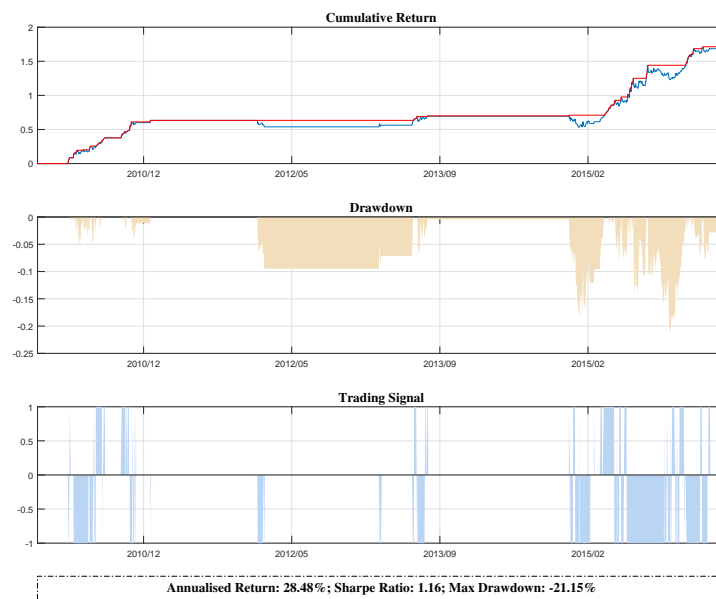 Cumulative Return
2
1.5
1
0.5
0
2010/12 2012/05 2013/09 2015/02
Drawdown
0
-0.05
-0.1
-0.15
-0.2
-0.25
2010/12 2012/05 2013/09 2015/02
Trading Signal
1
0.5
0
-0.5
-1
2010/12 2012/05 2013/09 2015/02
Annualised Return: 28.48%; Sharpe Ratio: 1.16; Max Drawdown: -21.15%